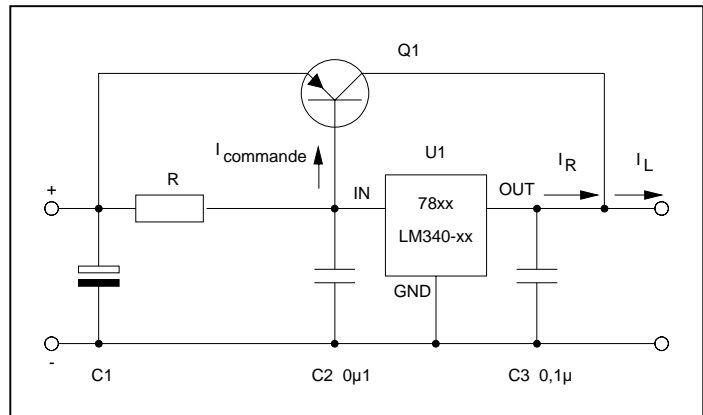 Q1
I commande
U1
I R
I L
R
IN
OUT
+
78xx
LM340-xx
GND
-
C1
C2 0µ1
C3 0,1µ